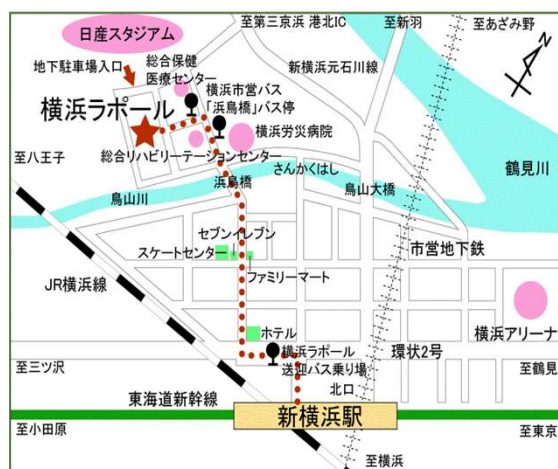 至第三京浜 港北IC
至新羽
至あざみ野
日産スタジアム
地下駐車場入口
総合保健
医療センター
新横浜元石川線
横浜市営バス
「浜鳥橋」バス停
横浜ラポール
横浜労災病院
至八王子
総合リハビリーテーションセンター
さんかくはし
鶴見川
浜鳥橋
鳥山川
鳥山大橋
セブンイレブン
スケートセンター
市営地下鉄
ファミリーマート
JR横浜線
ホテル
横浜アリーナ
横浜ラポール
送迎バス乗り場
環状2号
至三ツ沢
至鶴見
北口
東海道新幹線
新横浜駅
至小田原
至東京
至横浜
N